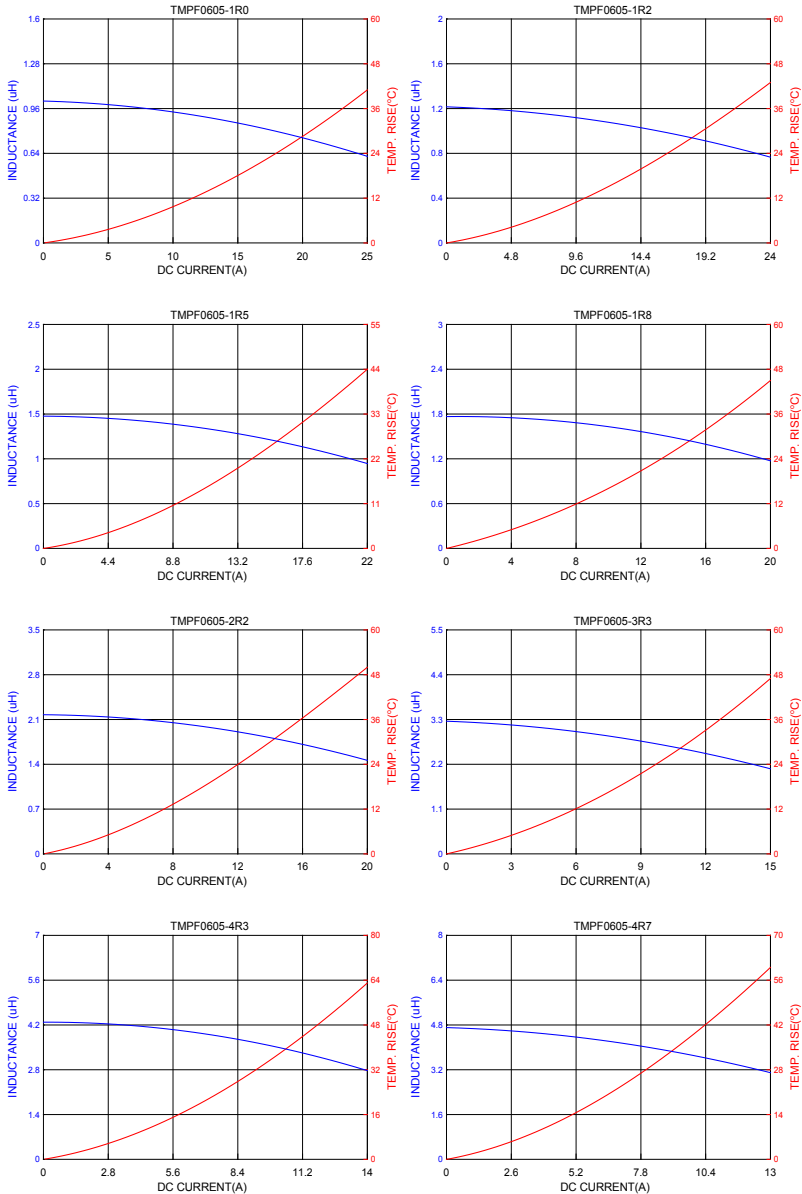 TMPF0605-1R0
INDUCTANCE (uH)
1.6
1.28
0.96
0.64
0.32
0
60
48
36
24
12
0
TEMP. RISE(ºC)
0 5 10 15 20 25
DC CURRENT(A)
TMPF0605-1R2
INDUCTANCE (uH)
2
1.6
1.2
0.8
0.4
0
60
48
36
24
12
0
TEMP. RISE(ºC)
0 4.8 9.6 14.4 19.2 24
DC CURRENT(A)
TMPF0605-1R5
INDUCTANCE (uH)
2.5
2
1.5
1
0.5
0
55
44
33
22
11
0
TEMP. RISE(ºC)
0 4.4 8.8 13.2 17.6 22
DC CURRENT(A)
TMPF0605-1R8
INDUCTANCE (uH)
3
2.4
1.8
1.2
0.6
0
60
48
36
24
12
0
TEMP. RISE(ºC)
0 4 8 12 16 20
DC CURRENT(A)
TMPF0605-2R2
INDUCTANCE (uH)
3.5
2.8
2.1
1.4
0.7
0
60
48
36
24
12
0
TEMP. RISE(ºC)
0 4 8 12 16 20
DC CURRENT(A)
TMPF0605-3R3
INDUCTANCE (uH)
5.5
4.4
3.3
2.2
1.1
0
60
48
36
24
12
0
TEMP. RISE(ºC)
0 3 6 9 12 15
DC CURRENT(A)
TMPF0605-4R3
INDUCTANCE (uH)
7
5.6
4.2
2.8
1.4
0
80
64
48
32
16
0
TEMP. RISE(ºC)
0 2.8 5.6 8.4 11.2 14
DC CURRENT(A)
TMPF0605-4R7
INDUCTANCE (uH)
8
6.4
4.8
3.2
1.6
0
70
56
42
28
14
0
TEMP. RISE(ºC)
0 2.6 5.2 7.8 10.4 13
DC CURRENT(A)